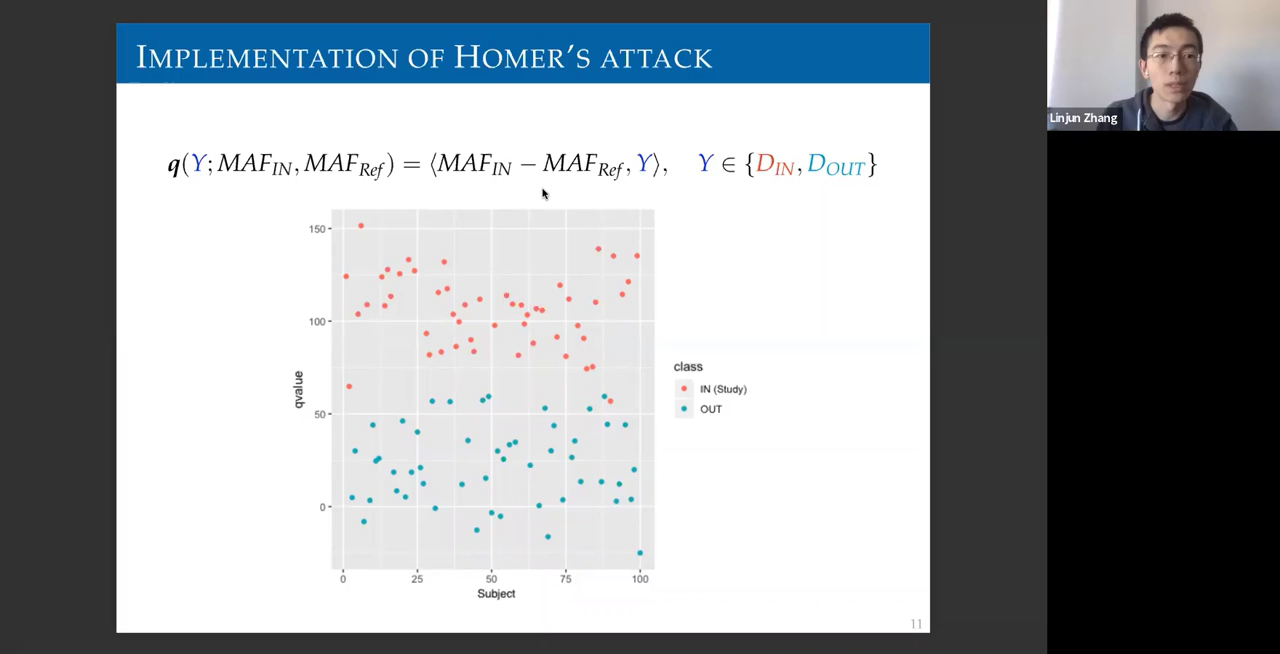 IMPLEMENTATION OF HOMER'S ATTACK
Linjun Zhang
q(Y; MAF_IN, MAF_Ref) = ⟨MAF_IN − MAF_Ref, Y⟩, Y ∈ {D_IN, D_OUT}
150
100
50
0
qvalue
0 25 50 75 100
Subject
class
IN (Study)
OUT
11